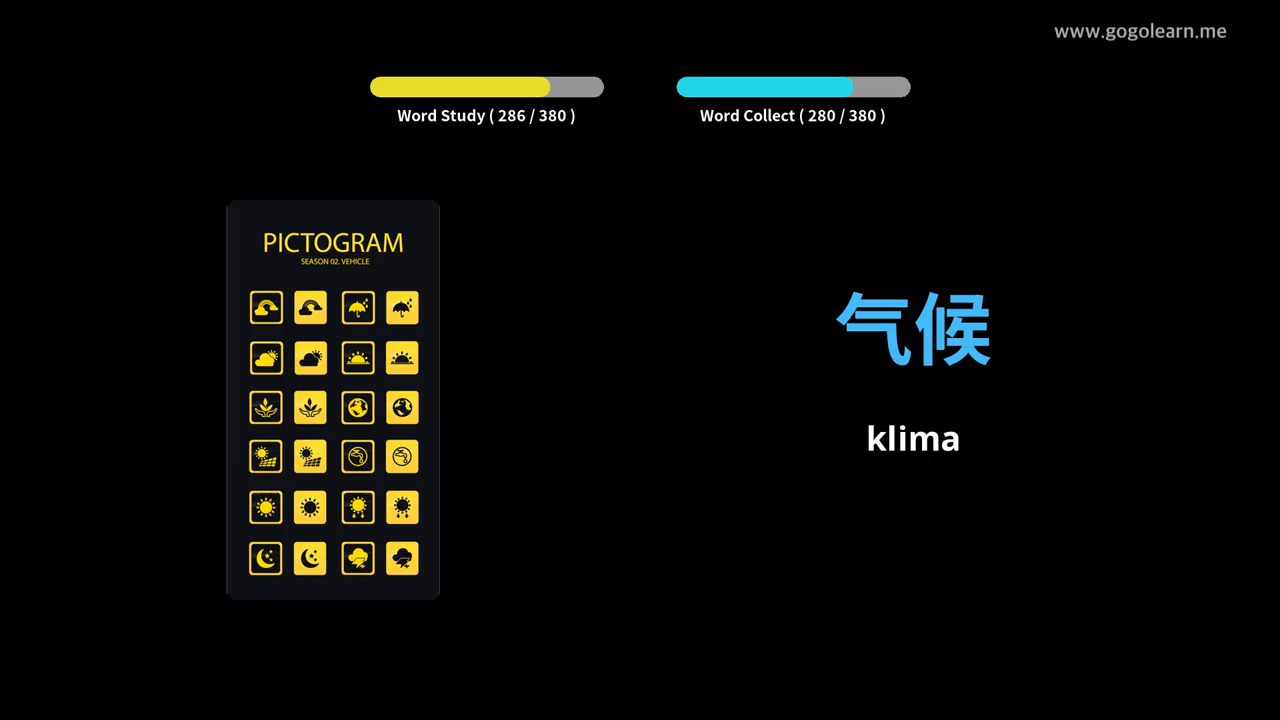 www.gogolearn.me
Word Study ( 286 / 380 )
Word Collect ( 280 / 380 )
PICTOGRAM
SEASON 02. VEHICLE
气候
klima